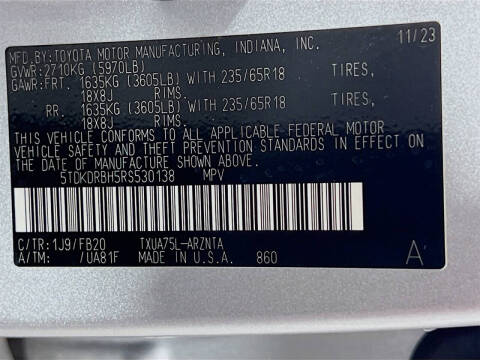 MFD.BY:TOYOTA MOTOR MANUFACTURING, INDIANA, INC. 11/23
GVWR:2710KG (5970LB)
GAWR:FRT. 1635KG (3605LB) WITH 235/65R18 TIRES,
18X8J RIMS.
RR. 1635KG (3605LB) WITH 235/65R18 TIRES,
18X8J RIMS.
THIS VEHICLE CONFORMS TO ALL APPLICABLE FEDERAL MOTOR
VEHICLE SAFETY AND THEFT PREVENTION STANDARDS IN EFFECT ON THE
DATE OF MANUFACTURE SHOWN ABOVE.
5TDKDRBH5RS530138 MPV
C/TR:1J9/FB20 TXUA75L-ARZNTA
A/TM: /UA81F MADE IN U.S.A. 860 A